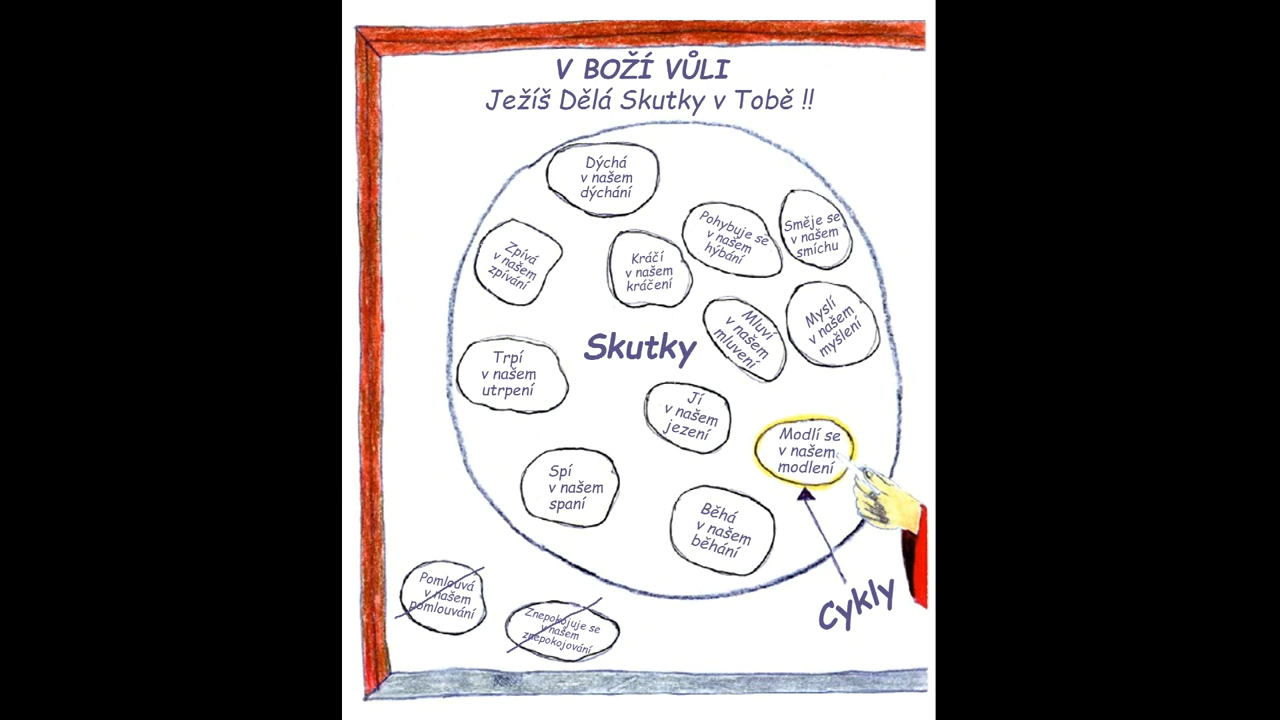 V BOŽÍ VŮLI
Ježíš Dělá Skutky v Tobě !!
Dýchá
v našem
dýchání
Pohybuje se
v našem
hýbání
Směje se
v našem
smíchu
Zpívá
v našem
zpívání
Kráčí
v našem
kráčení
Mluví
v našem
mluvení
Myslí
v našem
myšlení
Skutky
Trpí
v našem
utrpení
Jí
v našem
jezení
Modlí se
v našem
modlení
Spí
v našem
spaní
Běhá
v našem
běhání
Cykly
Pomlouvá
v našem
pomlouvání
Znepokojuje se
v našem
znepokojování